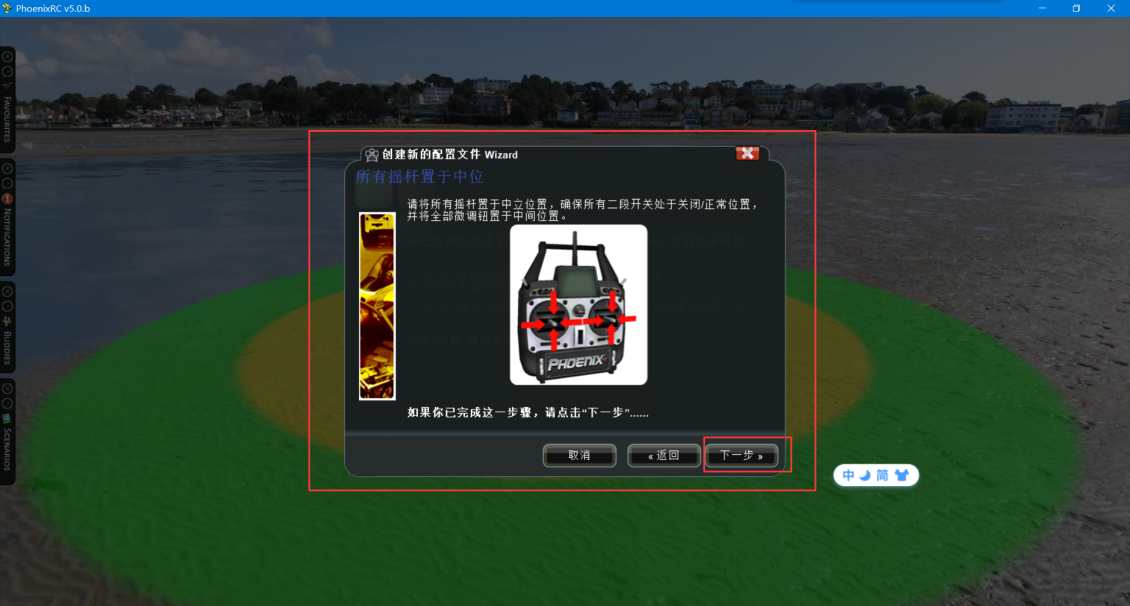 PhoenixRC v5.0.b
FAVOURITES
NOTIFICATIONS
BUDDIES
SCENARIOS
创建新的配置文件 Wizard
所有摇杆置于中位
请将所有摇杆置于中立位置，确保所有二段开关处于关闭/正常位置，
并将全部微调钮置于中间位置。
PHOENIX
如果你已完成这一步骤，请点击“下一步”......
取消
« 返回
下一步 »
中 简